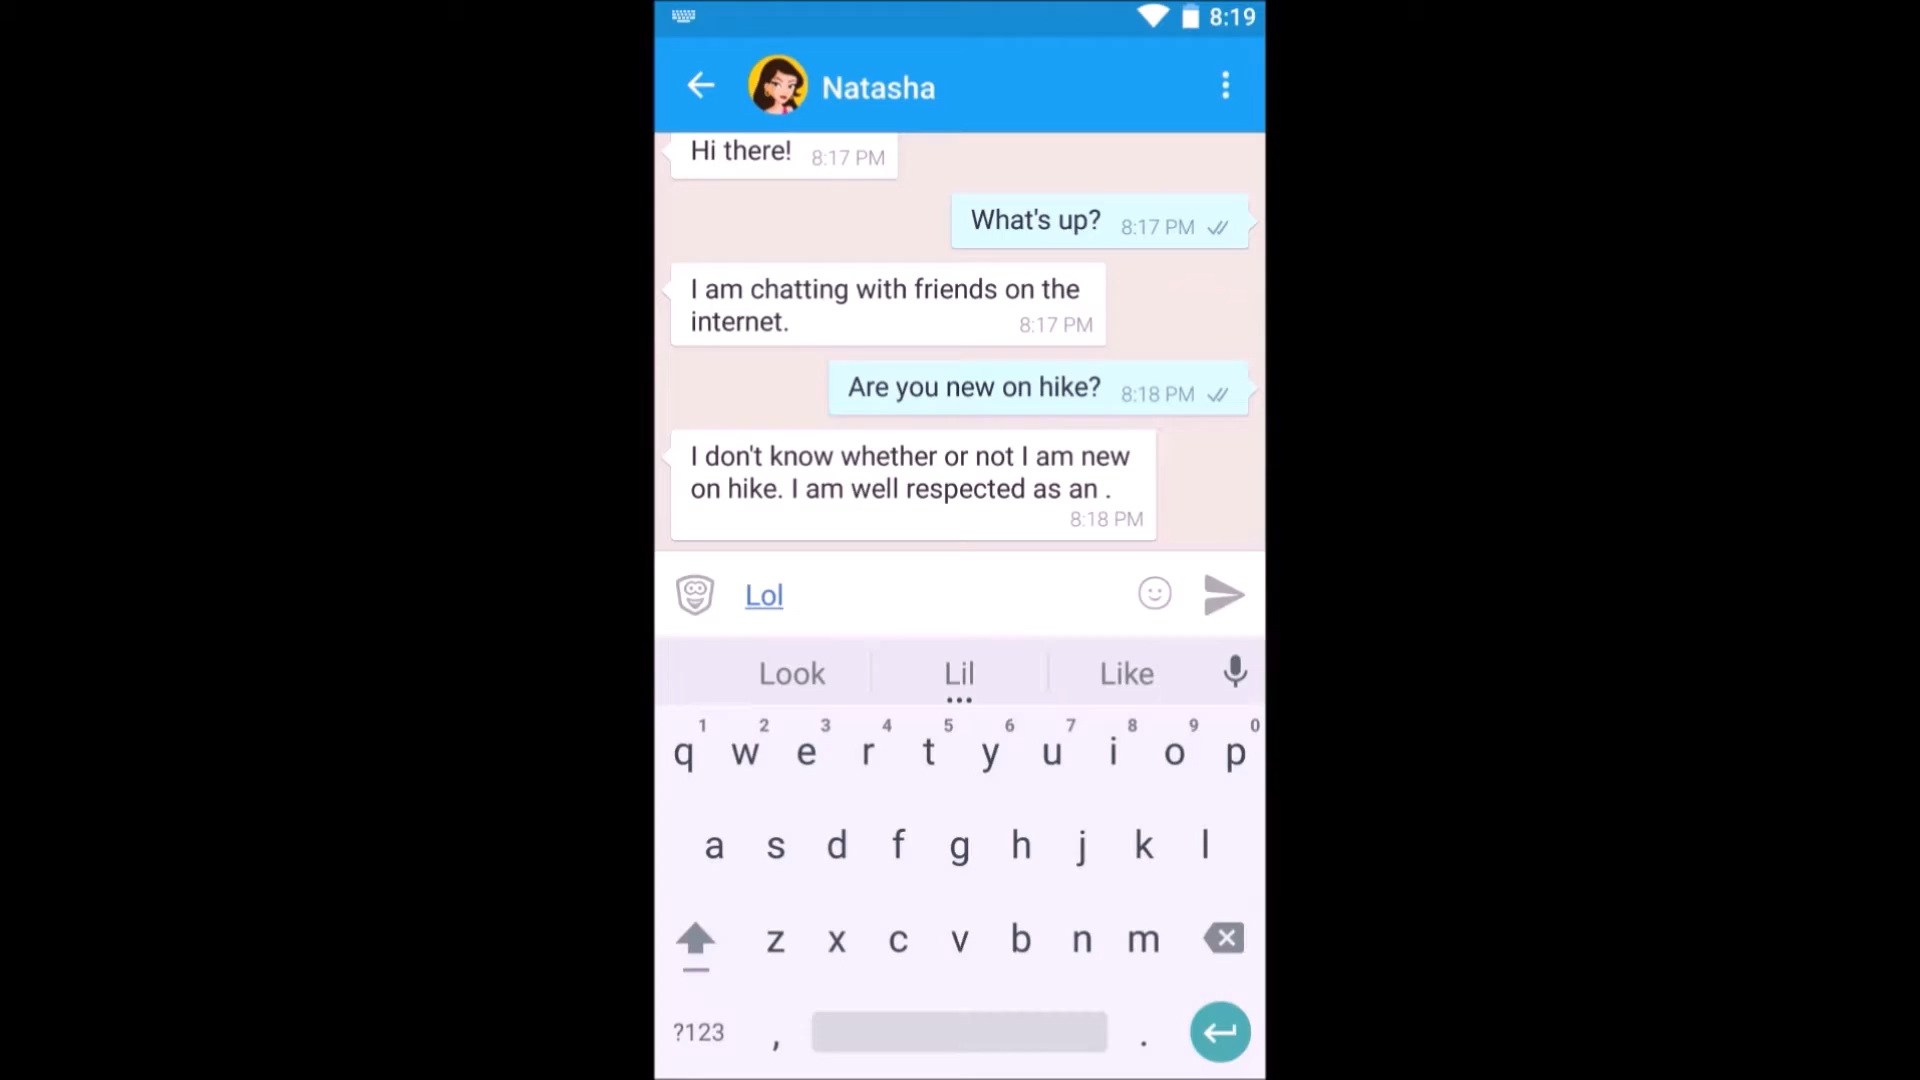 8:19
Natasha
Hi there! 8:17 PM
What's up? 8:17 PM
I am chatting with friends on the
internet. 8:17 PM
Are you new on hike? 8:18 PM
I don't know whether or not I am new
on hike. I am well respected as an .
8:18 PM
Lol
Look Lil Like
1 2 3 4 5 6 7 8 9 0
q w e r t y u i o p
a s d f g h j k l
z x c v b n m
?123 , .